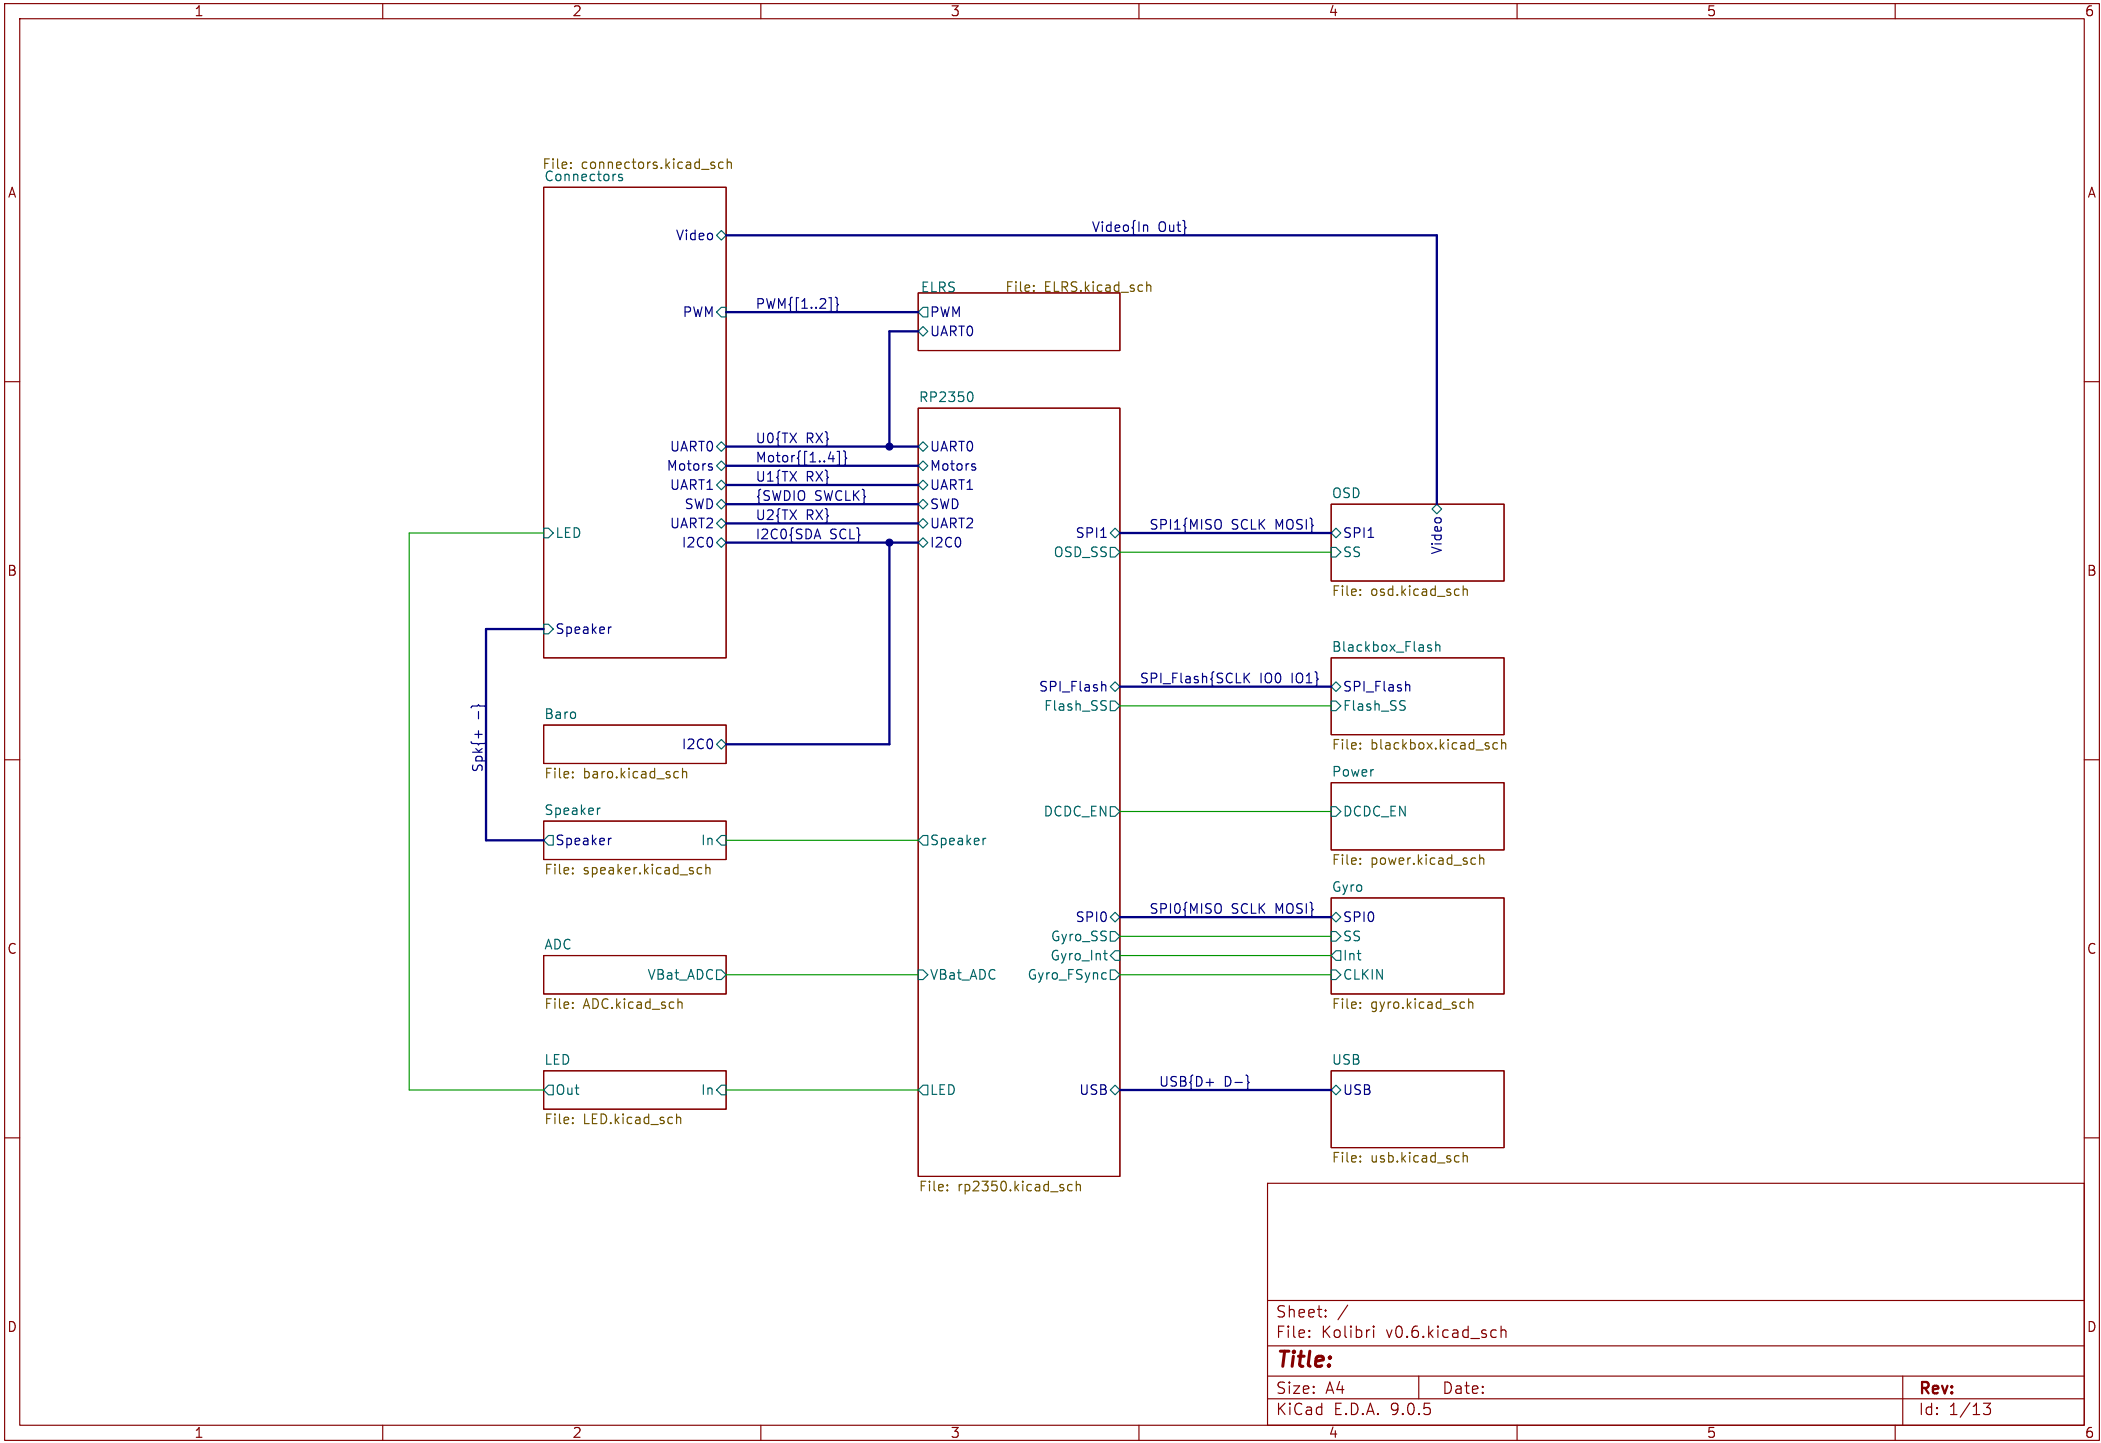 1 2 3 4 5 6
File: connectors.kicad_sch
Connectors
A A
Video{In Out}
Video
ELRS File: ELRS.kicad_sch
PWM PWM{[1..2]} PWM
UART0
RP2350
U0{TX RX}
UART0 UART0
Motor{[1..4]}
Motors Motors
U1{TX RX}
UART1 UART1
{SWDIO SWCLK}
SWD SWD
U2{TX RX}
UART2 UART2
I2C0{SDA SCL}
I2C0 I2C0
LED
OSD
SPI1{MISO SCLK MOSI}
SPI1 SPI1
OSD_SS SS
Video
File: osd.kicad_sch
B B
Speaker
Spk{+ -}
Blackbox_Flash
SPI_Flash{SCLK IO0 IO1}
SPI_Flash SPI_Flash
Flash_SS Flash_SS
File: blackbox.kicad_sch
Baro
I2C0
File: baro.kicad_sch
Power
DCDC_EN DCDC_EN
File: power.kicad_sch
Speaker
Speaker In Speaker
File: speaker.kicad_sch
Gyro
SPI0{MISO SCLK MOSI}
SPI0 SPI0
Gyro_SS SS
Gyro_Int Int
Gyro_FSync CLKIN
File: gyro.kicad_sch
C C
ADC
VBat_ADC VBat_ADC
File: ADC.kicad_sch
LED
Out In LED
File: LED.kicad_sch
USB
USB{D+ D-}
USB USB
File: usb.kicad_sch
File: rp2350.kicad_sch
D D
Sheet: /
File: Kolibri v0.6.kicad_sch
Title:
Size: A4 Date: Rev:
KiCad E.D.A. 9.0.5 Id: 1/13
1 2 3 4 5 6